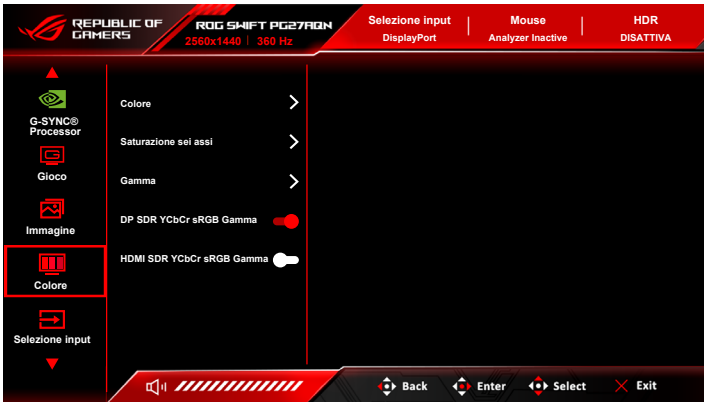 REPUBLIC OF
GAMERS
ROG SWIFT PG27AQN
2560x1440 | 360 Hz
Selezione input
DisplayPort
Mouse
Analyzer Inactive
HDR
DISATTIVA
G-SYNC®
Processor
Gioco
Immagine
Colore
Selezione input
Colore
Saturazione sei assi
Gamma
DP SDR YCbCr sRGB Gamma
HDMI SDR YCbCr sRGB Gamma
Back
Enter
Select
Exit